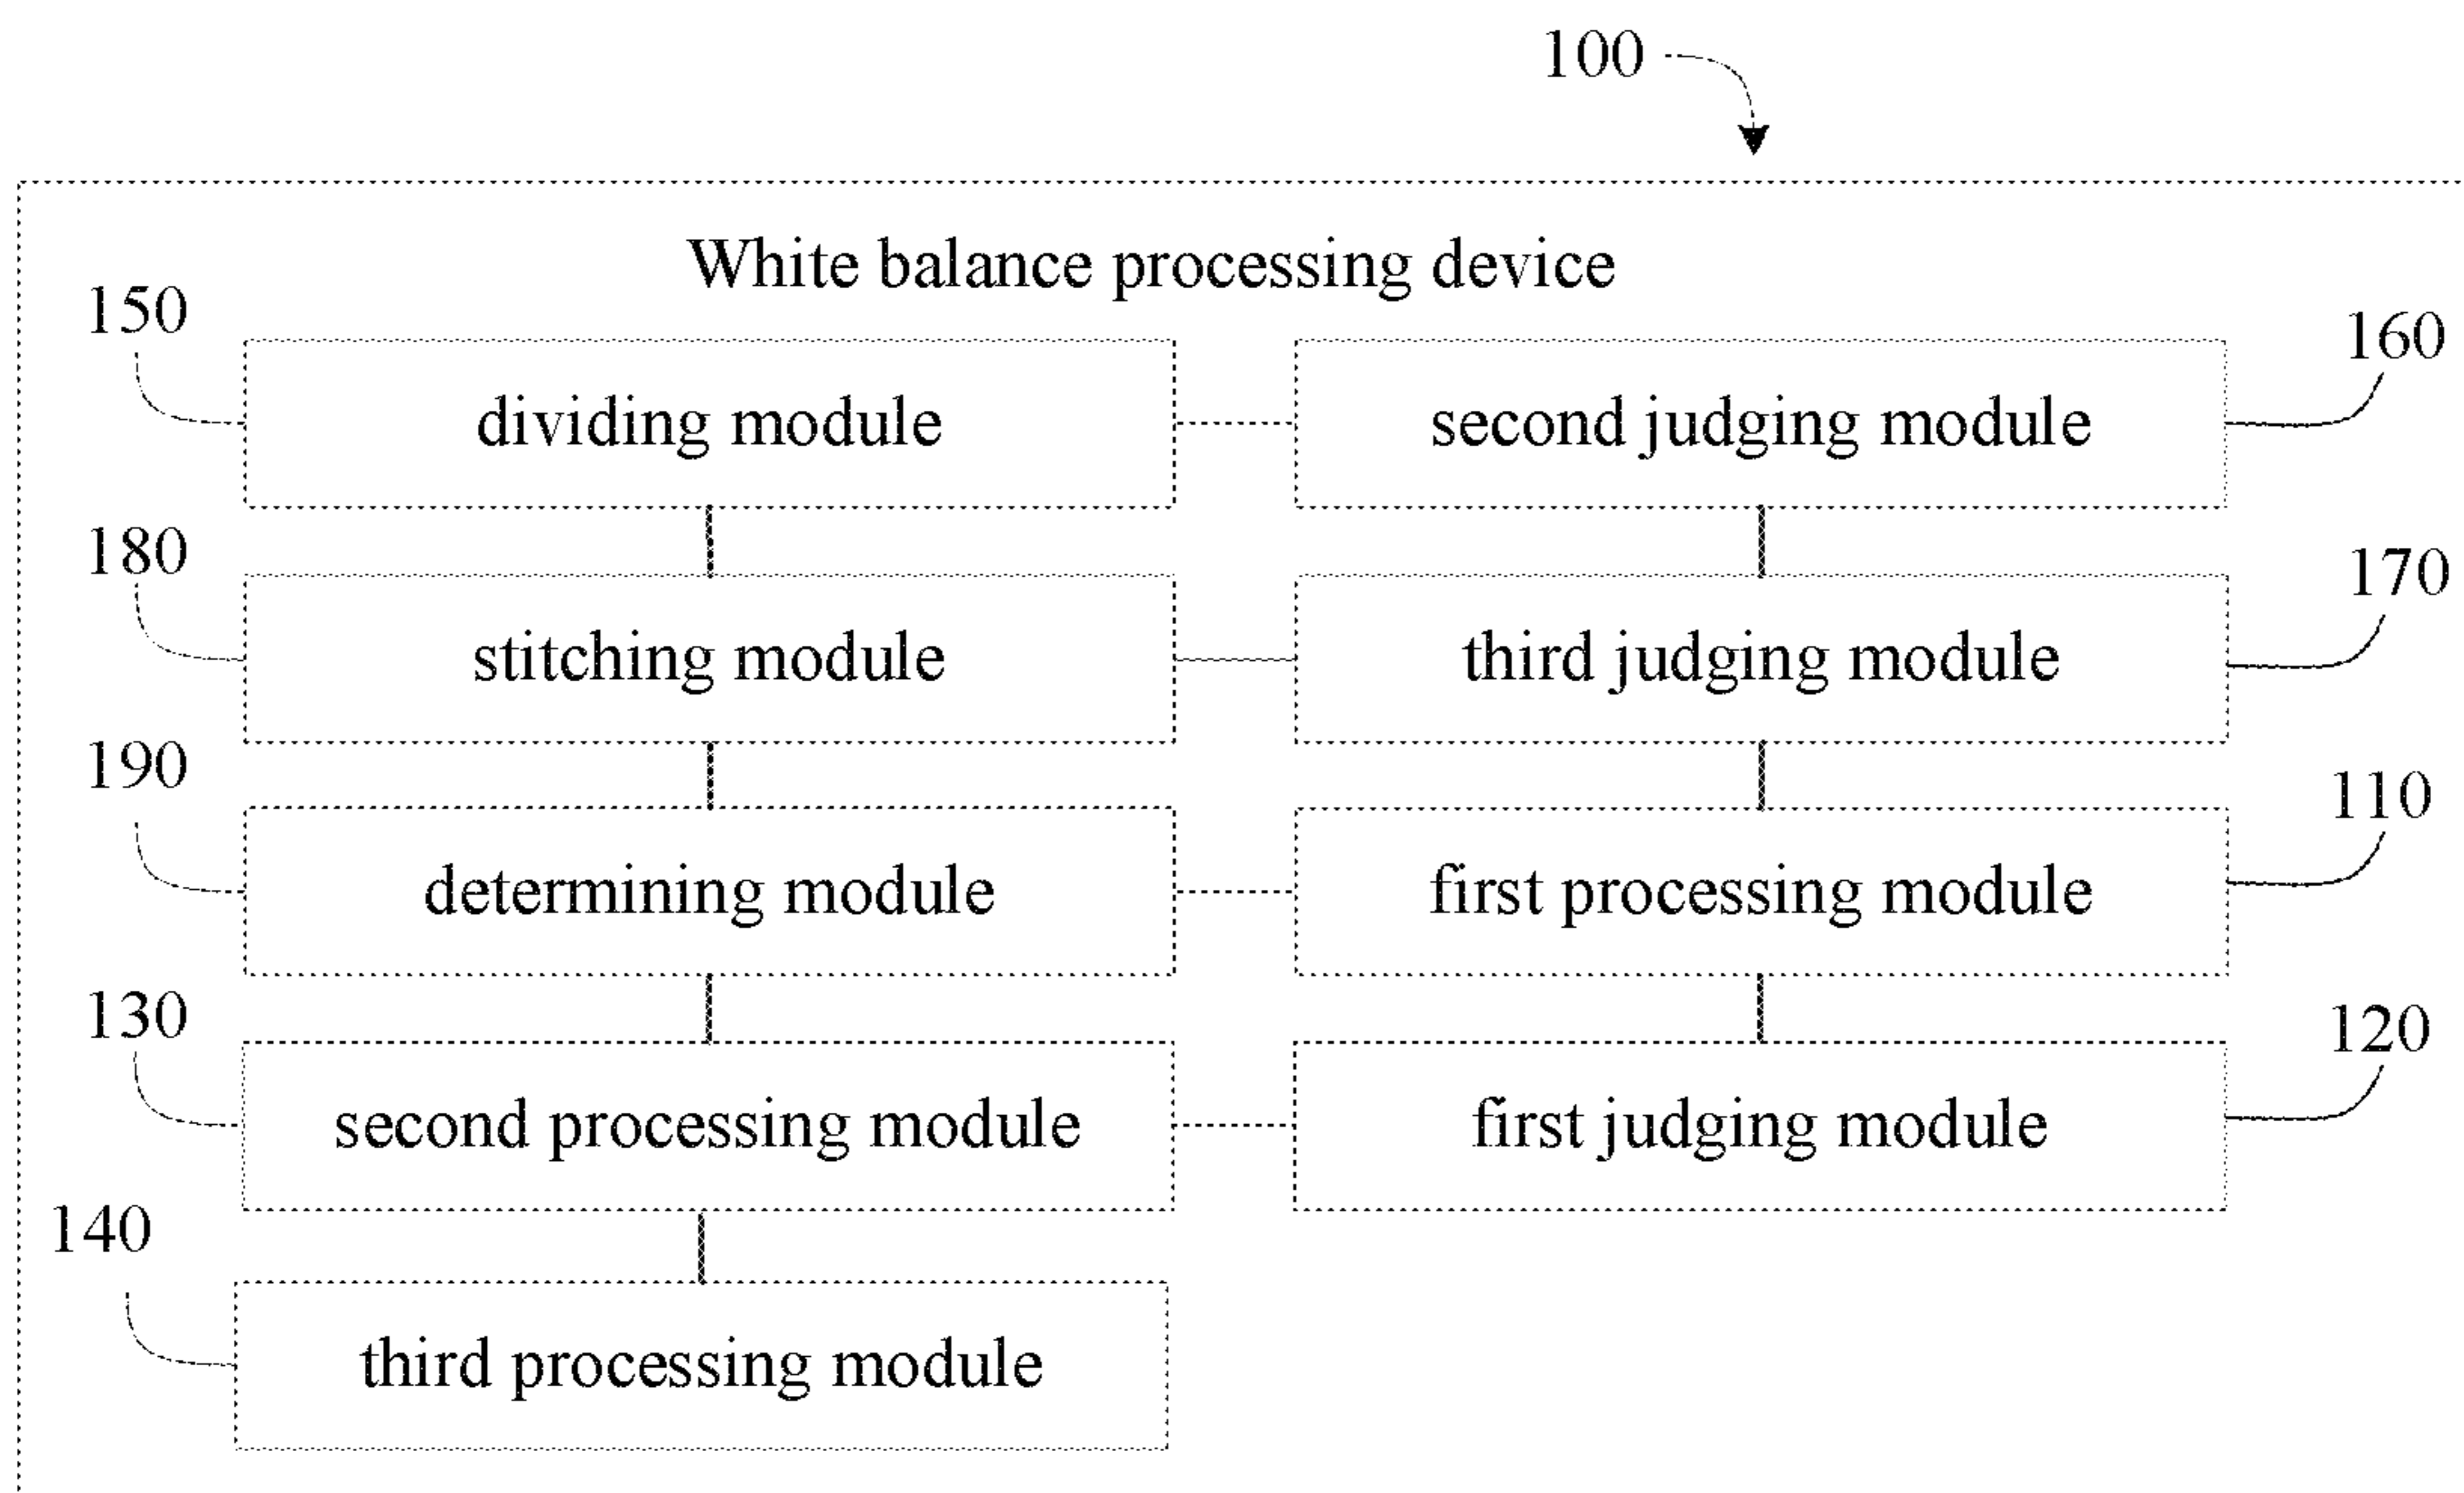 100
White balance processing device
150
dividing module
second judging module
160
180
stitching module
third judging module
170
190
determining module
first processing module
110
130
second processing module
first judging module
120
140
third processing module